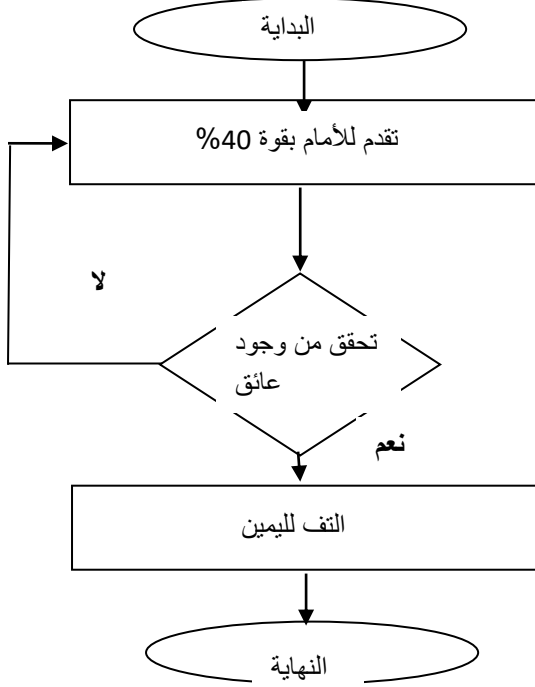 البداية
تقدم للأمام بقوة 40%
لا
تحقق من وجود
عائق
نعم
التف لليمين
النهاية